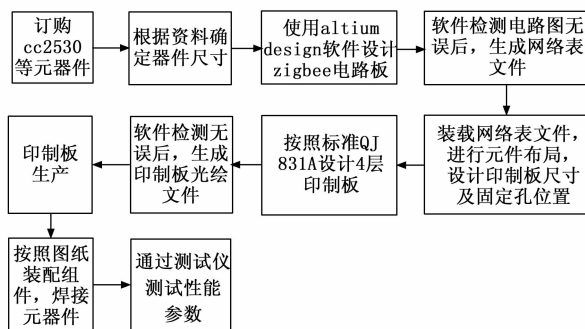 订购
cc2530
等元器件
根据资料确
定器件尺寸
使用altium
design软件设计
zigbee电路板
软件检测电路图无
误后，生成网络表
文件
装载网络表文件，
进行元件布局，
设计印制板尺寸
及固定孔位置
按照标准QJ
831A设计4层
印制板
软件检测无
误后，生成
印制板光绘
文件
印制板
生产
按照图纸
装配组
件，焊接
元器件
通过测试仪
测试性能
参数